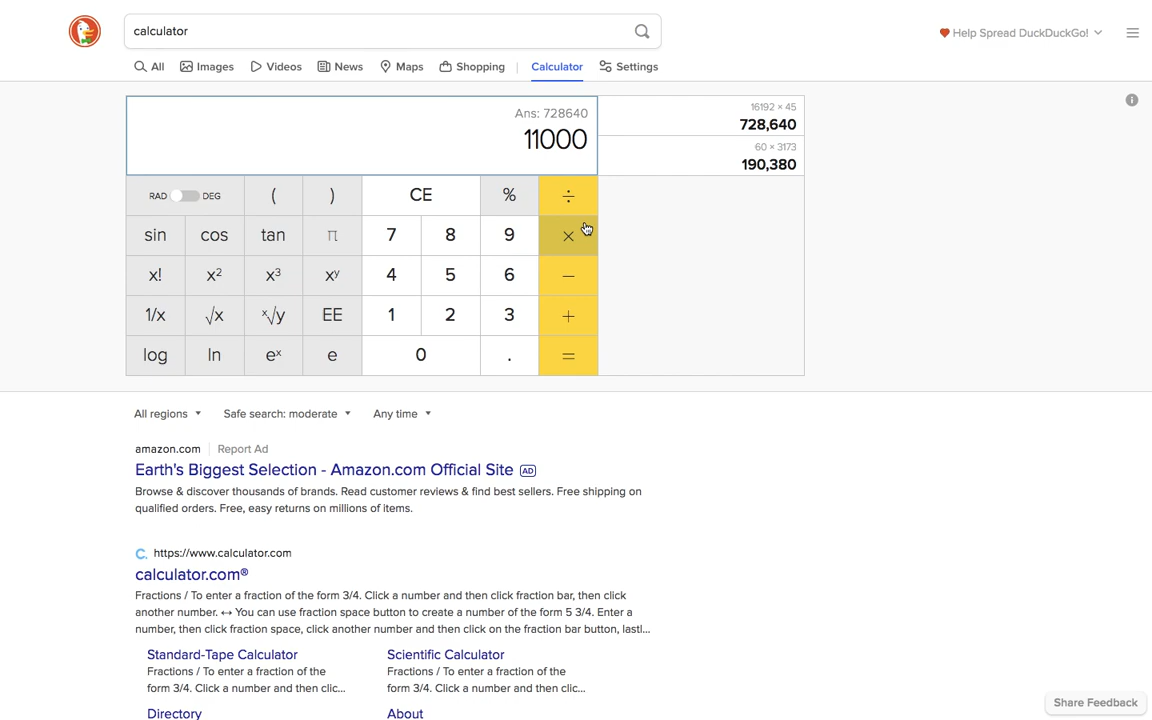 calculator
Help Spread DuckDuckGo!
All Images Videos News Maps Shopping Calculator Settings
Ans: 728640
11000
16192 × 45
728,640
60 × 3173
190,380
RAD DEG ( ) CE % ÷
sin cos tan π 7 8 9 ×
x! x² x³ xʸ 4 5 6 −
1/x √x ˣ√y EE 1 2 3 +
log ln eˣ e 0 . =
All regions Safe search: moderate Any time
amazon.com Report Ad
Earth's Biggest Selection - Amazon.com Official Site AD
Browse & discover thousands of brands. Read customer reviews & find best sellers. Free shipping on
qualified orders. Free, easy returns on millions of items.
C. https://www.calculator.com
calculator.com®
Fractions / To enter a fraction of the form 3/4. Click a number and then click fraction bar, then click
another number. ↔ You can use fraction space button to create a number of the form 5 3/4. Enter a
number, then click fraction space, click another number and then click on the fraction bar button, lastl...
Standard-Tape Calculator
Fractions / To enter a fraction of the
form 3/4. Click a number and then clic...
Scientific Calculator
Fractions / To enter a fraction of the
form 3/4. Click a number and then clic...
Directory
About
Share Feedback